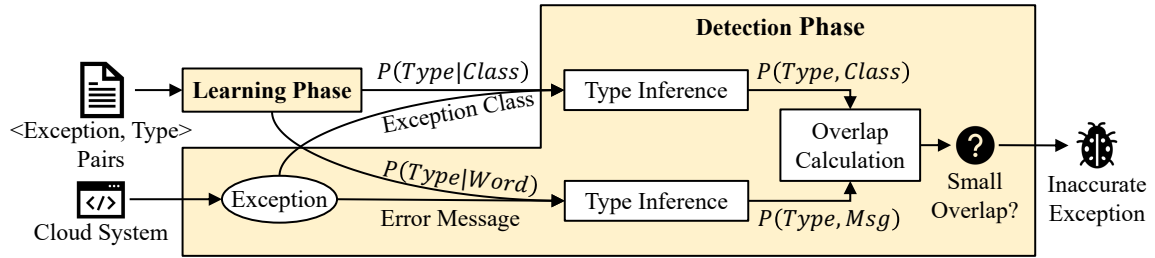 Detection Phase
<Exception, Type>
Pairs
Learning Phase
P(Type|Class)
Exception Class
Type Inference
P(Type, Class)
Overlap
Calculation
?
Small
Overlap?
Inaccurate
Exception
</>
Cloud System
Exception
P(Type|Word)
Error Message
Type Inference
P(Type, Msg)